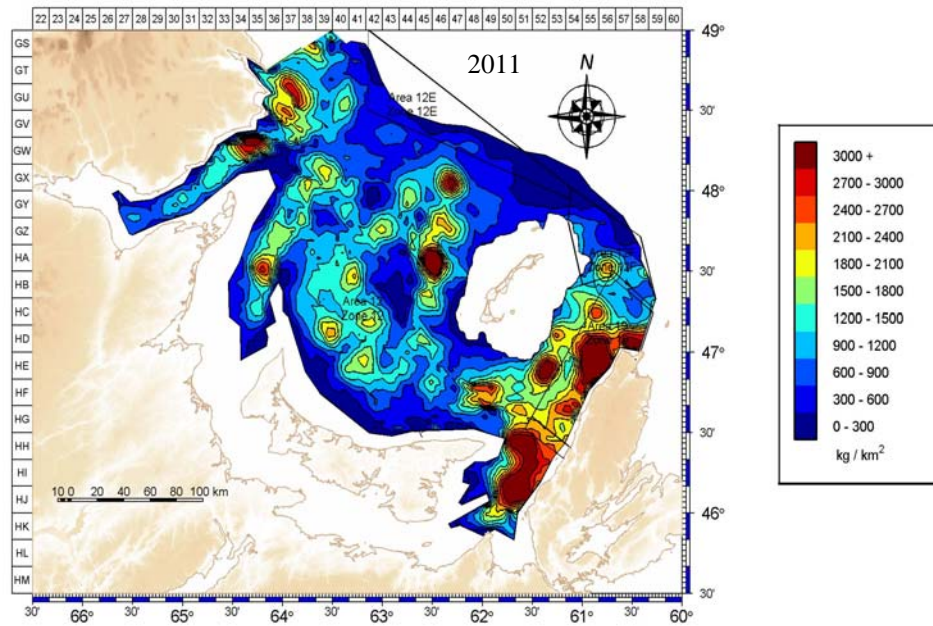 22 23 24 25 26 27 28 29 30 31 32 33 34 35 36 37 38 39 40 41 42 43 44 45 46 47 48 49 50 51 52 53 54 55 56 57 58 59 60
GS
49°
2011
N
GT
GU
Area 12E
12E
30'
GV
GW
GX
48°
GY
GZ
HA
30'
HB
Area 12
HC
Zone 12
HD
47°
HE
HF
HG
30'
HH
HI
HJ
10 0 20 40 60 80 100 km
46°
HK
HL
HM
30'
30' 66° 30' 65° 30' 64° 30' 63° 30' 62° 30' 61° 30' 60°
3000 +
2700 - 3000
2400 - 2700
2100 - 2400
1800 - 2100
1500 - 1800
1200 - 1500
900 - 1200
600 - 900
300 - 600
0 - 300
kg / km²